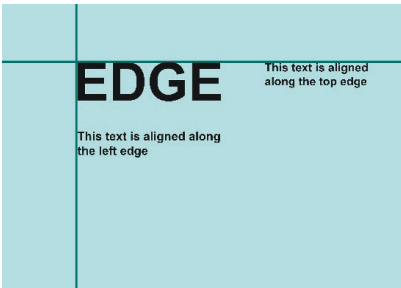 EDGE
This text is aligned
along the top edge
This text is aligned along
the left edge